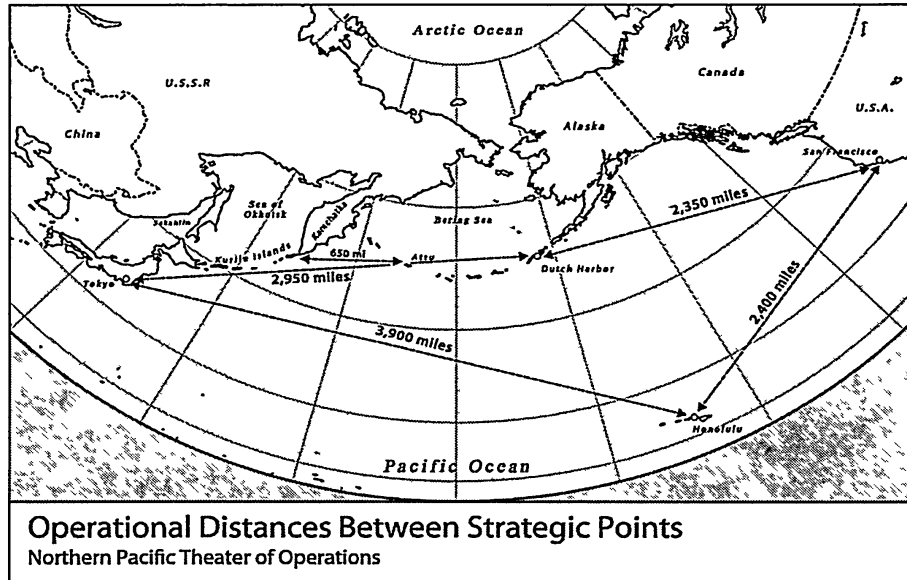 Arctic Ocean
Canada
U.S.S.R
U.S.A.
China
Alaska
San Francisco
Sea of
Okhotsk
Kamchatka
Bering Sea
2,350 miles
Sakhalin
Kurile Islands
650 mi
Attu
Dutch Harbor
Tokyo
2,950 miles
2,400 miles
3,900 miles
Honolulu
Pacific Ocean
Operational Distances Between Strategic Points
Northern Pacific Theater of Operations